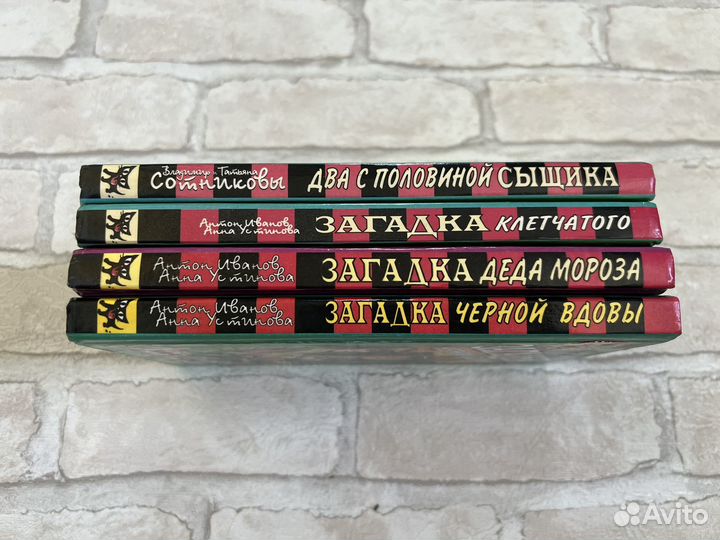 Владимир и Татьяна
Сотниковы
ДВА С ПОЛОВИНОЙ СЫЩИКА
Антон Иванов
Анна Устинова
ЗАГАДКА КЛЕТЧАТОГО
Антон Иванов
Анна Устинова
ЗАГАДКА ДЕДА МОРОЗА
Антон Иванов
Анна Устинова
ЗАГАДКА ЧЕРНОЙ ВДОВЫ
Avito